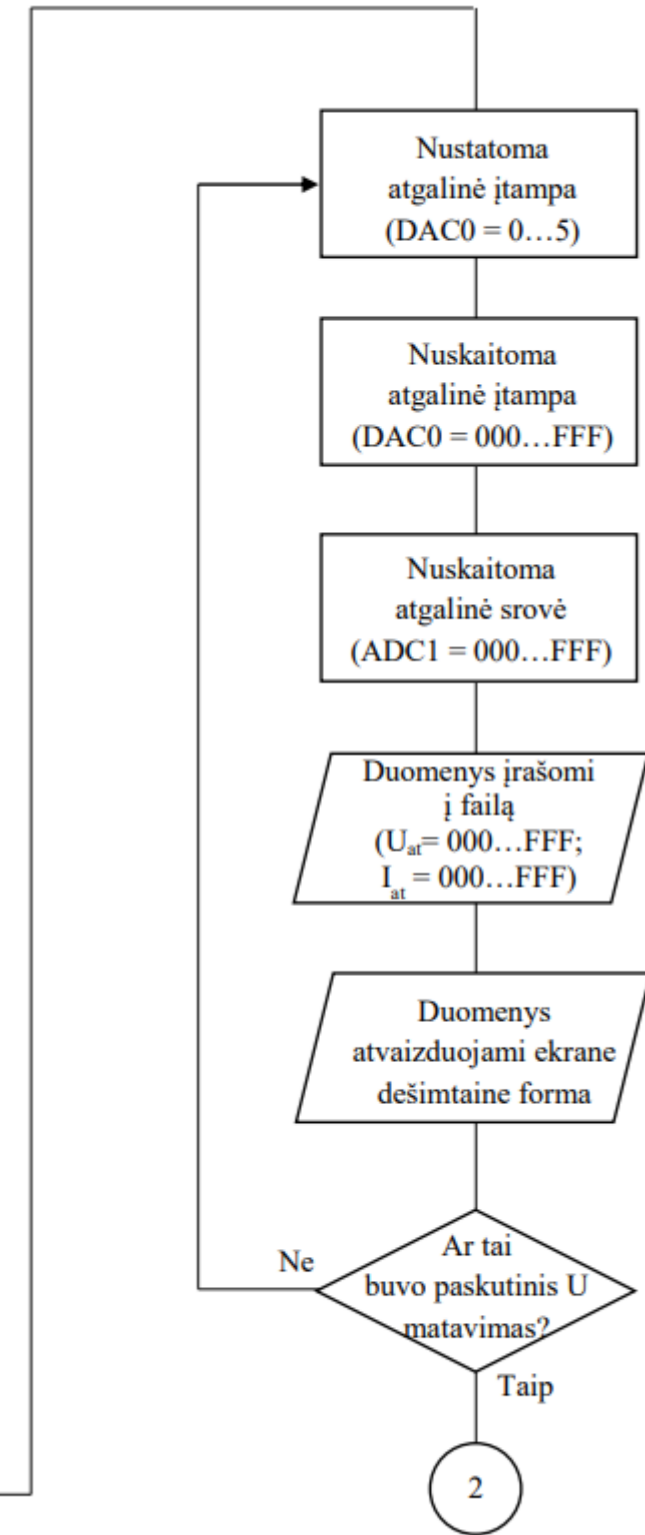 Nustatoma
atgalinė įtampa
(DAC0 = 0…5)
Nuskaitoma
atgalinė įtampa
(DAC0 = 000…FFF)
Nuskaitoma
atgalinė srovė
(ADC1 = 000…FFF)
Duomenys įrašomi
į failą
(Uat= 000…FFF;
Iat = 000…FFF)
Duomenys
atvaizduojami ekrane
dešimtaine forma
Ar tai
buvo paskutinis U
matavimas?
Ne
Taip
2